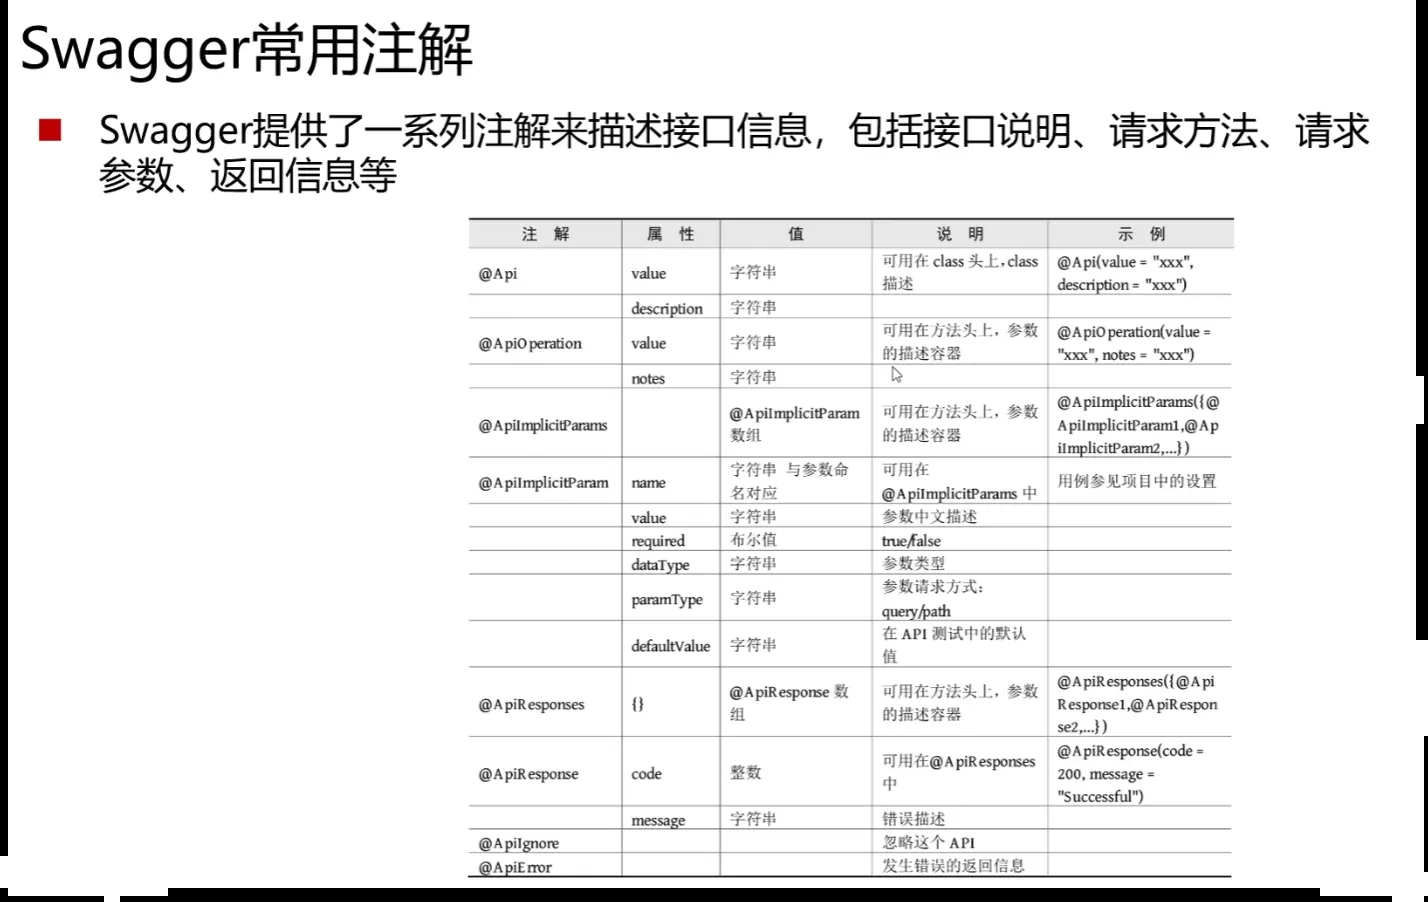 Swagger常用注解
Swagger提供了一系列注解来描述接口信息，包括接口说明、请求方法、请求
参数、返回信息等
注 解 属 性 值 说 明 示 例
@Api value 字符串 可用在 class 头上，class
描述 @Api(value = "xxx",
description = "xxx")
description 字符串
@ApiOperation value 字符串 可用在方法头上，参数
的描述容器 @ApiOperation(value =
"xxx", notes = "xxx")
notes 字符串
@ApiImplicitParams @ApiImplicitParam
数组 可用在方法头上，参数
的描述容器 @ApiImplicitParams({@
ApiImplicitParam1,@Ap
iImplicitParam2,...})
@ApiImplicitParam name 字符串 与参数命
名对应 可用在
@ApiImplicitParams 中 用例参见项目中的设置
value 字符串 参数中文描述
required 布尔值 true/false
dataType 字符串 参数类型
paramType 字符串 参数请求方式：
query/path
defaultValue 字符串 在 API 测试中的默认
值
@ApiResponses {} @ApiResponse 数
组 可用在方法头上，参数
的描述容器 @ApiResponses({@Api
Response1,@ApiRespon
se2,...})
@ApiResponse code 整数 可用在@ApiResponses
中 @ApiResponse(code =
200, message =
"Successful")
message 字符串 错误描述
@ApiIgnore 忽略这个 API
@ApiError 发生错误的返回信息